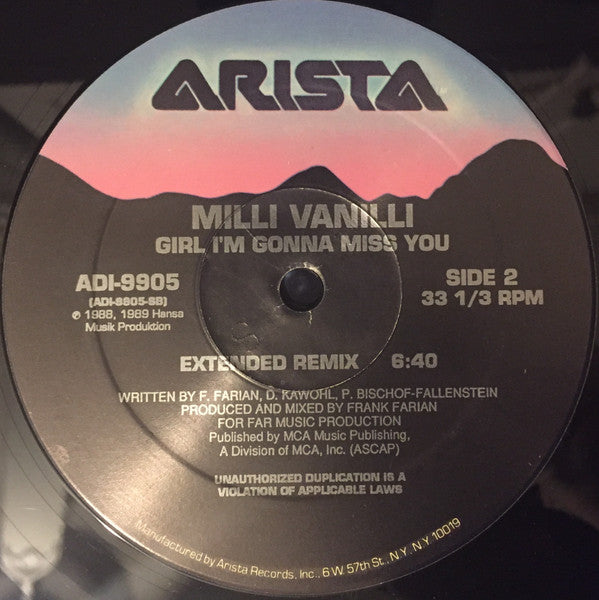 ARISTA
MILLI VANILLI
GIRL I'M GONNA MISS YOU
ADI-9905
(ADI-9905-SB)
℗ 1988, 1989 Hansa
Musik Produktion
SIDE 2
33 1/3 RPM
EXTENDED REMIX 6:40
WRITTEN BY F. FARIAN, D. KAWOHL, P. BISCHOF-FALLENSTEIN
PRODUCED AND MIXED BY FRANK FARIAN
FOR FAR MUSIC PRODUCTION
Published by MCA Music Publishing,
A Division of MCA, Inc. (ASCAP)
UNAUTHORIZED DUPLICATION IS A
VIOLATION OF APPLICABLE LAWS
Manufactured by Arista Records, Inc., 6 W. 57th St., N.Y., N.Y. 10019